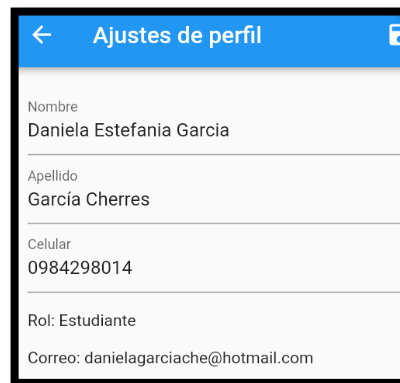 Ajustes de perfil
Nombre
Daniela Estefania Garcia
Apellido
García Cherres
Celular
0984298014
Rol: Estudiante
Correo: danielagarciache@hotmail.com